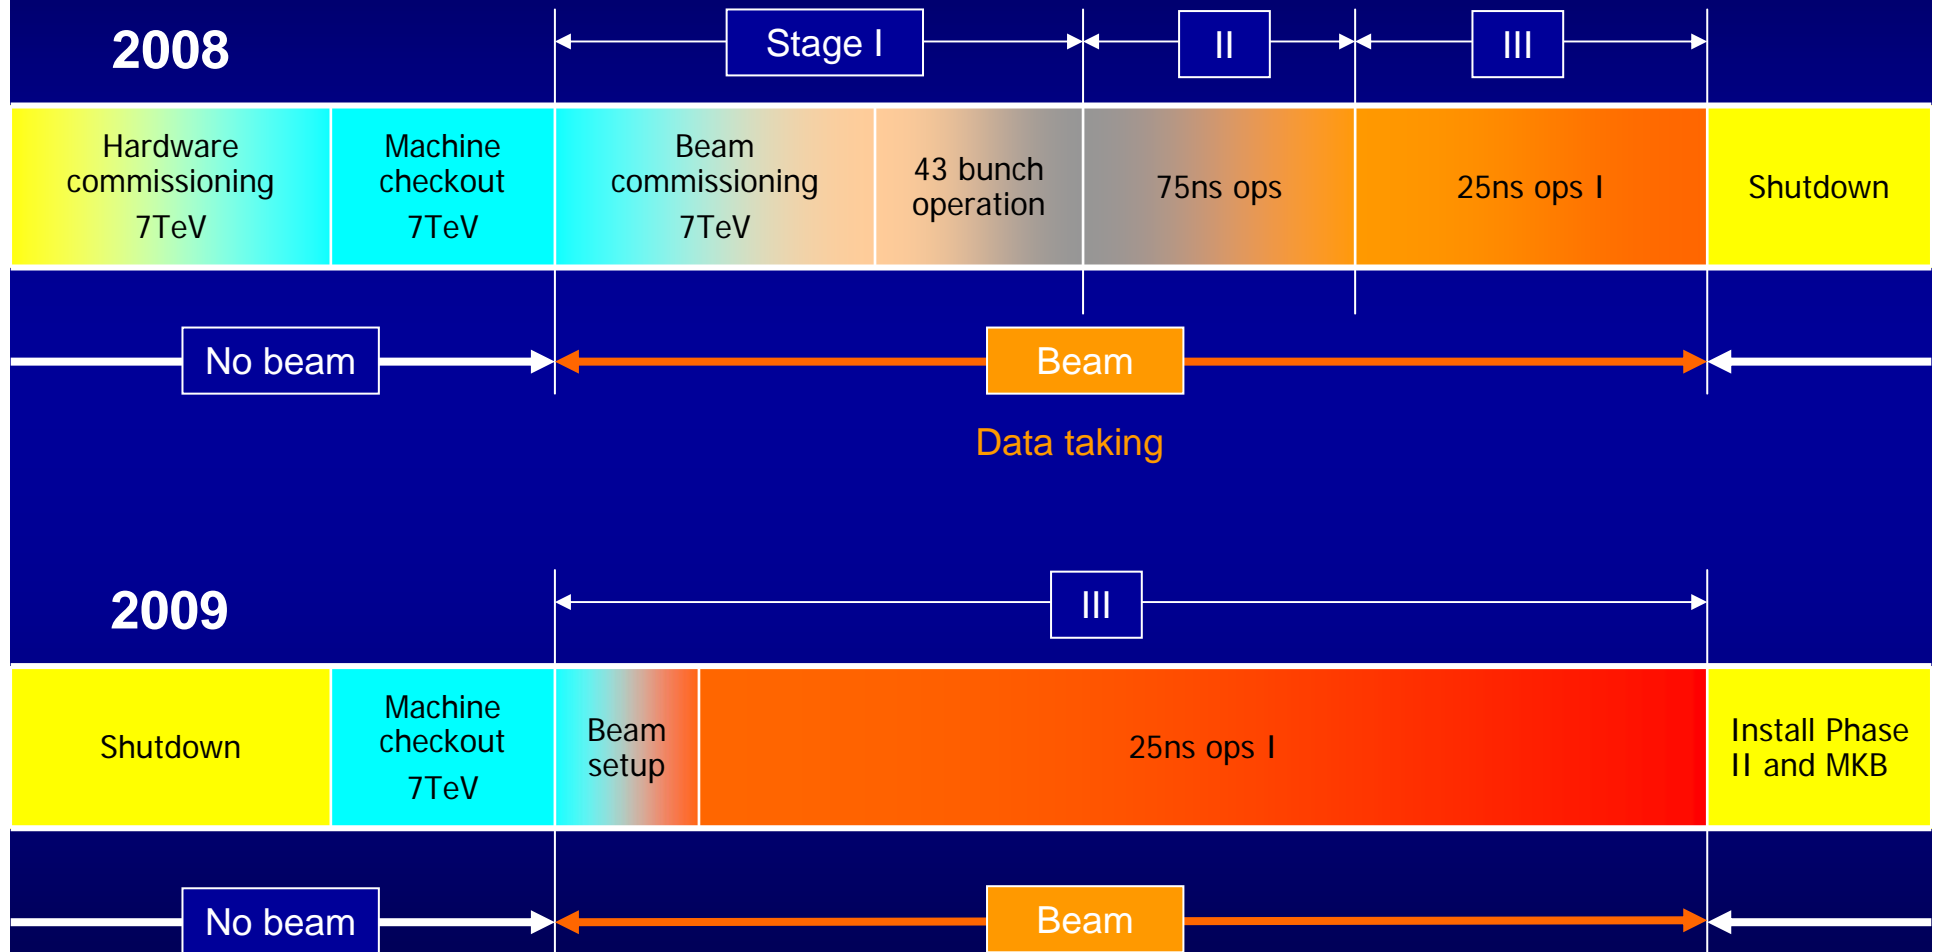 2008
Stage I
II
III
Hardware
commissioning
7TeV
Machine
checkout
7TeV
Beam
commissioning
7TeV
43 bunch
operation
75ns ops
25ns ops I
Shutdown
No beam
Beam
Data taking
2009
III
Shutdown
Machine
checkout
7TeV
Beam
setup
25ns ops I
Install Phase
II and MKB
No beam
Beam